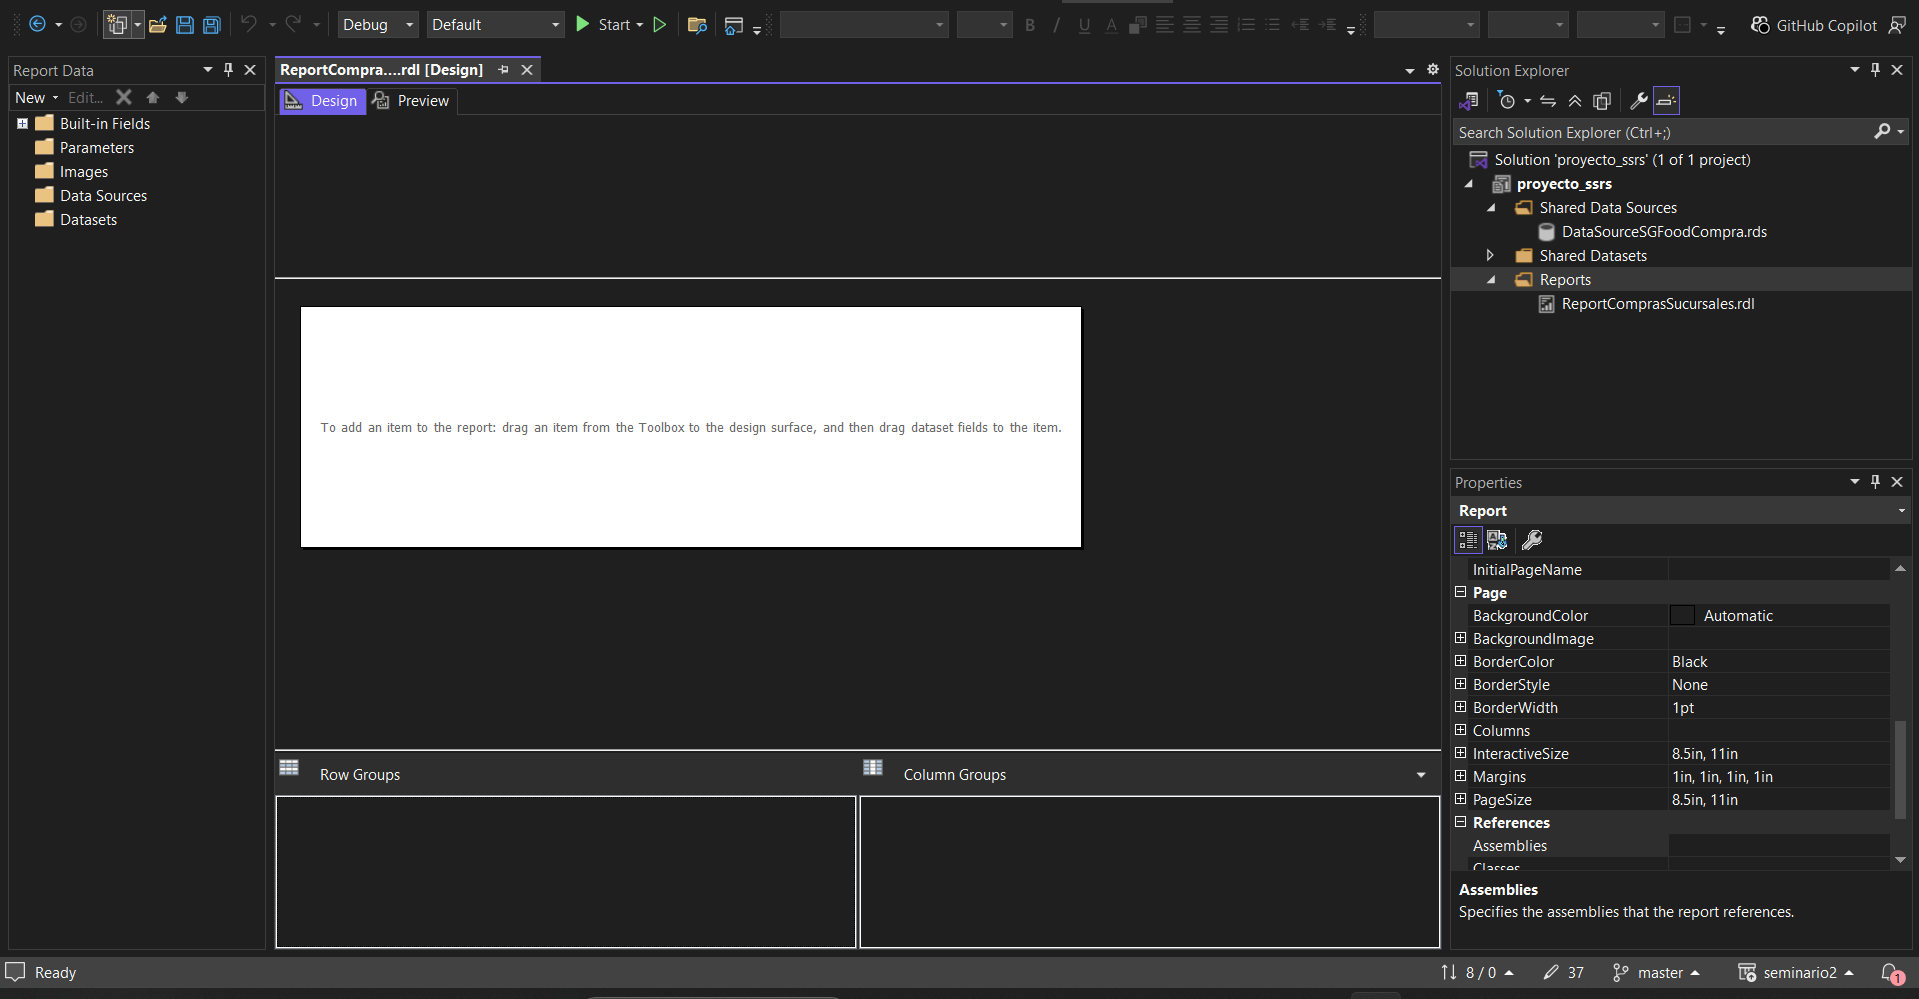 Debug
Default
Start
B
I
U
A
GitHub Copilot
Report Data
New
Edit...
Built-in Fields
Parameters
Images
Data Sources
Datasets
ReportCompra....rdl [Design]
Design
Preview
To add an item to the report: drag an item from the Toolbox to the design surface, and then drag dataset fields to the item.
Row Groups
Column Groups
Solution Explorer
Search Solution Explorer (Ctrl+;)
Solution 'proyecto_ssrs' (1 of 1 project)
proyecto_ssrs
Shared Data Sources
DataSourceSGFoodCompra.rds
Shared Datasets
Reports
ReportComprasSucursales.rdl
Properties
Report
InitialPageName
Page
BackgroundColor Automatic
BackgroundImage
BorderColor Black
BorderStyle None
BorderWidth 1pt
Columns
InteractiveSize 8.5in, 11in
Margins 1in, 1in, 1in, 1in
PageSize 8.5in, 11in
References
Assemblies
Classes
Assemblies
Specifies the assemblies that the report references.
Ready
8 / 0
37
master
seminario2
1